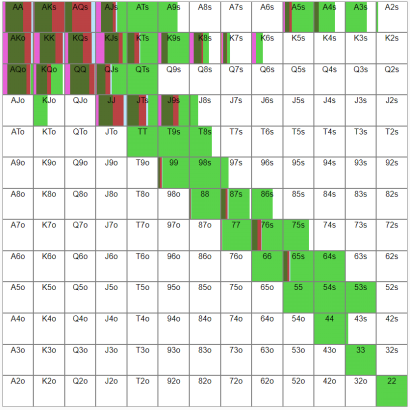 AA AKs AQs AJs ATs A9s A8s A7s A6s A5s A4s A3s A2s
AKo KK KQs KJs KTs K9s K8s K7s K6s K5s K4s K3s K2s
AQo KQo QQ QJs QTs Q9s Q8s Q7s Q6s Q5s Q4s Q3s Q2s
AJo KJo JJ JTs J9s J8s J7s J6s J5s J4s J3s J2s
ATo KTo QTo JTo TT T9s T8s T7s T6s T5s T4s T3s T2s
A9o K9o Q9o J9o T9o 99 98s 97s 96s 95s 94s 93s 92s
A8o K8o Q8o J8o T8o 98o 88 87s 86s 85s 84s 83s 82s
A7o K7o Q7o J7o T7o 97o 87o 77 76s 75s 74s 73s 72s
A6o K6o Q6o J6o T6o 96o 86o 76o 66 65s 64s 63s 62s
A5o K5o Q5o J5o T5o 95o 85o 75o 65o 55 54s 53s 52s
A4o K4o Q4o J4o T4o 94o 84o 74o 64o 54o 44 43s 42s
A3o K3o Q3o J3o T3o 93o 83o 73o 63o 53o 43o 33 32s
A2o K2o Q2o J2o T2o 92o 82o 72o 62o 52o 42o 32o 22